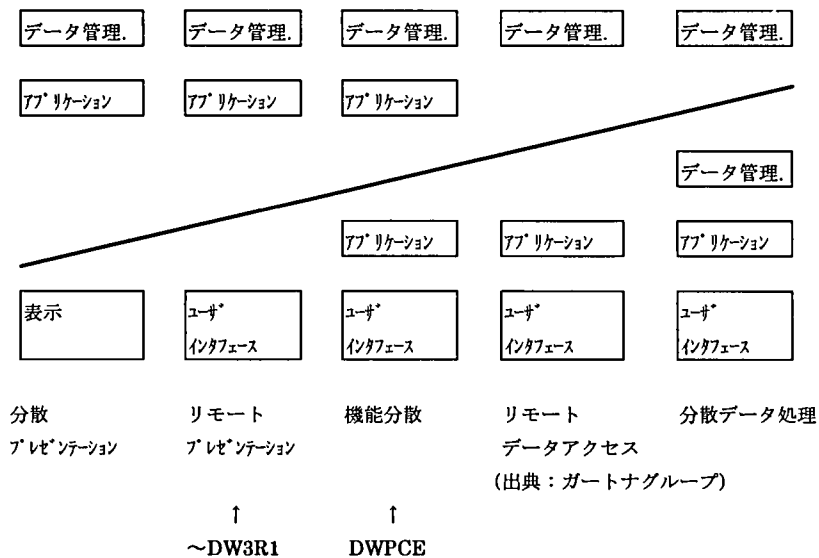 データ管理. データ管理. データ管理. データ管理. データ管理.
ｱﾌﾟﾘｹｰｼｮﾝ ｱﾌﾟﾘｹｰｼｮﾝ ｱﾌﾟﾘｹｰｼｮﾝ
データ管理.
ｱﾌﾟﾘｹｰｼｮﾝ ｱﾌﾟﾘｹｰｼｮﾝ ｱﾌﾟﾘｹｰｼｮﾝ
表示 ﾕｰｻﾞ ﾕｰｻﾞ ﾕｰｻﾞ ﾕｰｻﾞ
ｲﾝﾀﾌｪｰｽ ｲﾝﾀﾌｪｰｽ ｲﾝﾀﾌｪｰｽ ｲﾝﾀﾌｪｰｽ
分散 リモート 機能分散 リモート 分散データ処理
ﾌﾟﾚｾﾞﾝﾃｰｼｮﾝ ﾌﾟﾚｾﾞﾝﾃｰｼｮﾝ データアクセス
(出典：ガートナグループ)
↑ ↑
～DW3R1 DWPCE